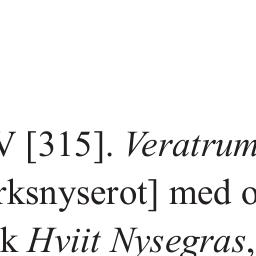 V [315]. Veratrum
rksnyserot] med o
k Hviit Nysegras,